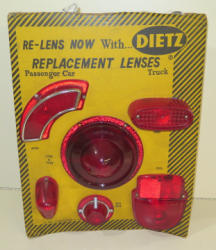 RE-LENS NOW With... DIETZ
REPLACEMENT LENSES ®
Passenger Car Truck